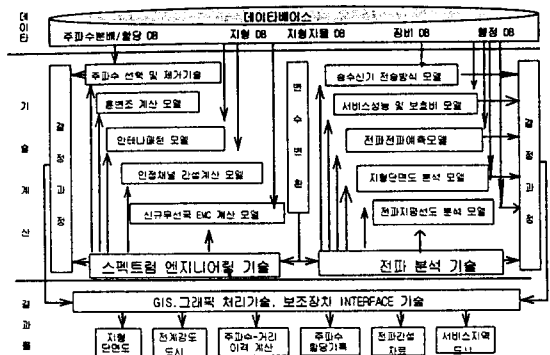 데이타
데이타베이스
주파수분배/할당 DB 지형 DB 지형지물 DB 장비 DB 행정 DB
기술계산
결정과정
주파수 선택 및 제거기술
혼변조 계산 모델
안테나패턴 모델
인접채널 간섭계산 모델
신규무선국 EMC 계산 모델
변수변환
송수신기 전송방식 모델
서비스성능 및 보호비 모델
전파전파예측모델
지형단면도 분석 모델
전파지평선도 분석 모델
결정과정
스펙트럼 엔지니어링 기술
전파 분석 기술
결과물
GIS.그래픽 처리기술. 보조장치 INTERFACE 기술
지형 단면도
전계강도 도시
주파수-거리 이격 계산
주파수 할당기록
전파간섭 자료
서비스지역 도시